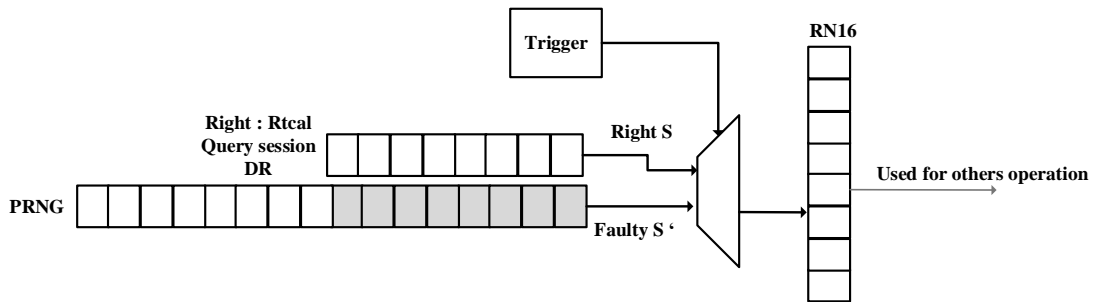 RN16
Trigger
Right : Rtcal
Query session
DR
Right S
Used for others operation
PRNG
Faulty S ‘